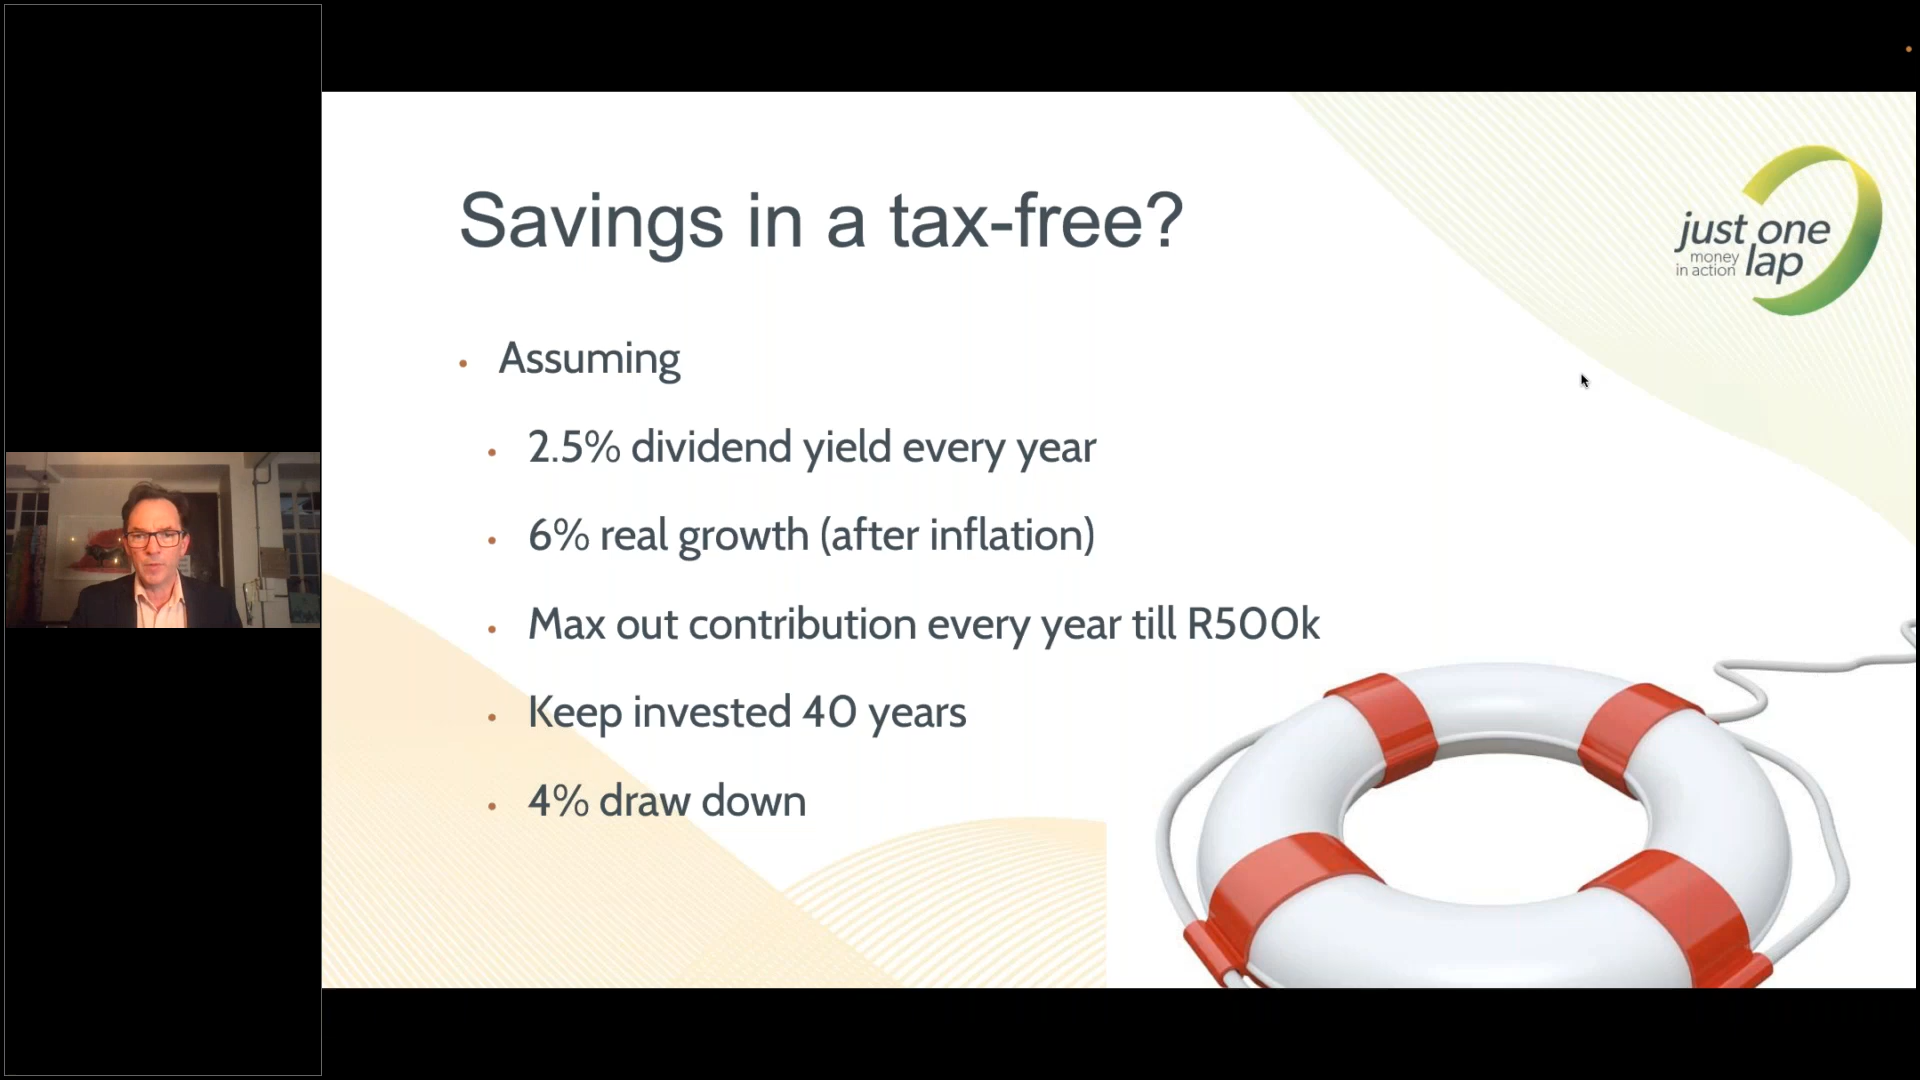 Savings in a tax-free?
just one
money
in action
lap
• Assuming
• 2.5% dividend yield every year
• 6% real growth (after inflation)
• Max out contribution every year till R500k
• Keep invested 40 years
• 4% draw down